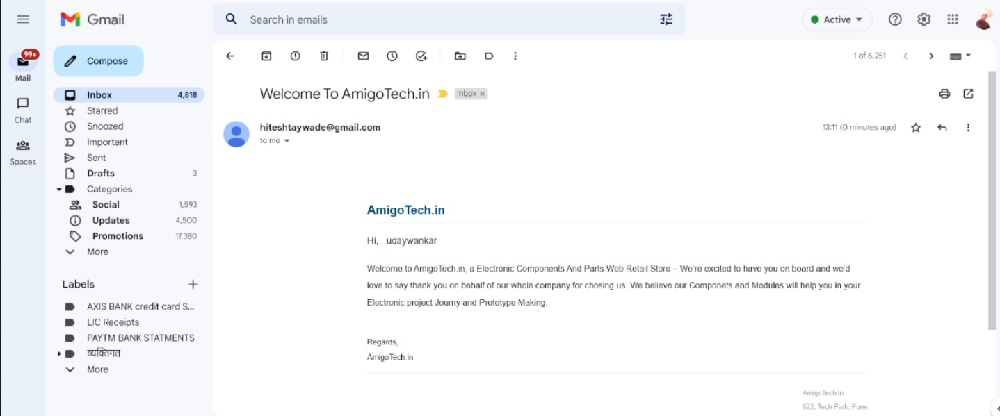 Gmail
Search in emails
Active
99+
Mail
Chat
Spaces
Compose
Inbox 4,818
Starred
Snoozed
Important
Sent
Drafts 3
Categories
Social 1,593
Updates 4,500
Promotions 17,380
More
Labels
AXIS BANK credit card S...
LIC Receipts
PAYTM BANK STATMENTS
व्यक्तिगत
More
1 of 6,251
Welcome To AmigoTech.in Inbox ×
hiteshtaywade@gmail.com 13:11 (0 minutes ago)
to me
AmigoTech.in
Hi, udaywankar
Welcome to AmigoTech.in, a Electronic Components And Parts Web Retail Store – We're excited to have you on board and we'd
love to say thank you on behalf of our whole company for chosing us. We believe our Componets and Modules will help you in your
Electronic project Journy and Prototype Making.
Regards,
AmigoTech.in
AmigoTech.in
622, Tech Park, Pune